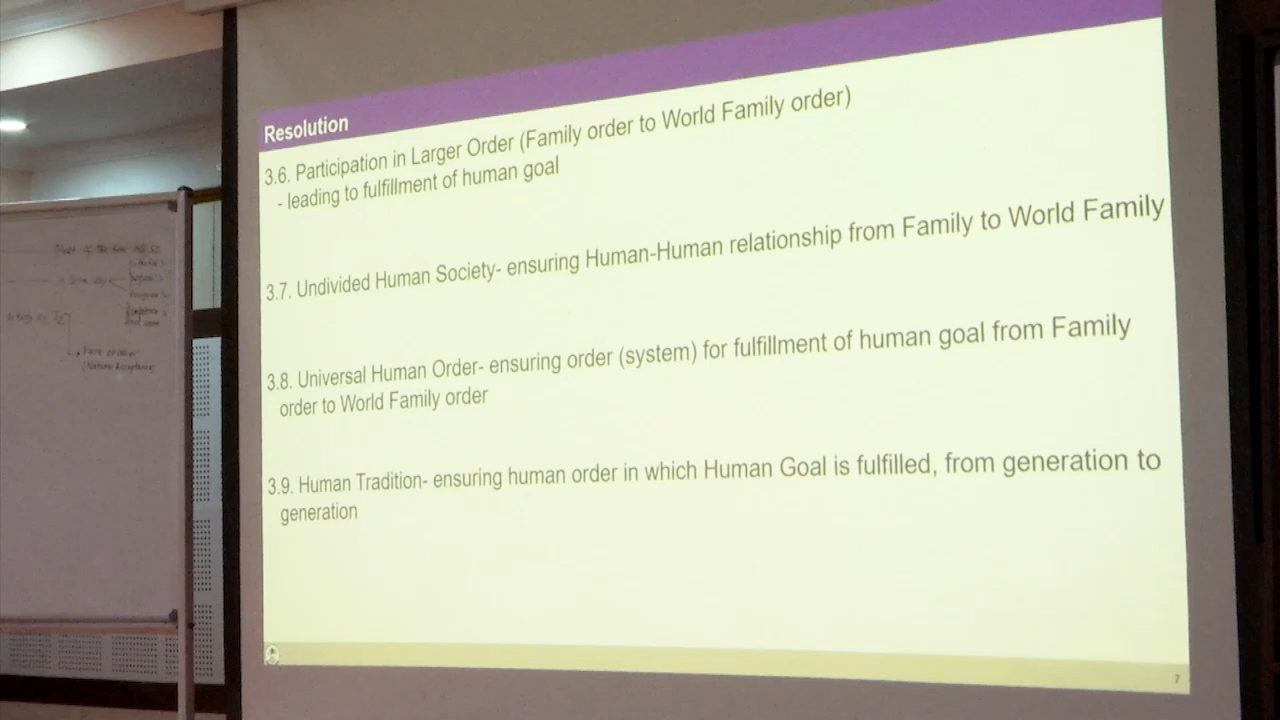 Resolution
3.6. Participation in Larger Order (Family order to World Family order)
- leading to fulfillment of human goal
3.7. Undivided Human Society- ensuring Human-Human relationship from Family to World Family
3.8. Universal Human Order- ensuring order (system) for fulfillment of human goal from Family
order to World Family order
3.9. Human Tradition- ensuring human order in which Human Goal is fulfilled, from generation to
generation
7